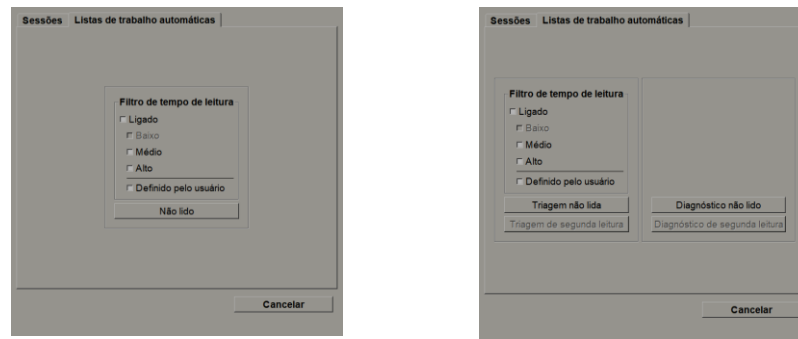 Sessões Listas de trabalho automáticas
Filtro de tempo de leitura
Ligado
Baixo
Médio
Alto
Definido pelo usuário
Não lido
Cancelar
Sessões Listas de trabalho automáticas
Filtro de tempo de leitura
Ligado
Baixo
Médio
Alto
Definido pelo usuário
Triagem não lida Diagnóstico não lido
Triagem de segunda leitura Diagnóstico de segunda leitura
Cancelar